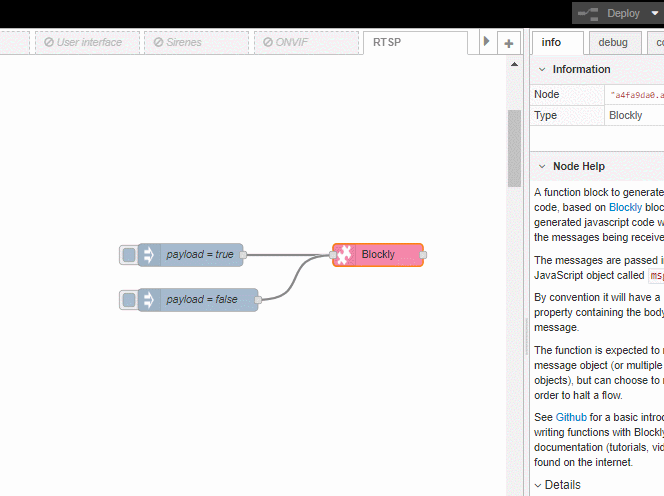 Deploy
User interface
Sirenes
ONVIF
RTSP
info
debug
Information
Node
"a4fa9da0.a
Type
Blockly
Node Help
A function block to generate
code, based on Blockly bloc
generated javascript code w
the messages being receive
The messages are passed i
JavaScript object called msg
By convention it will have a
property containing the body
message.
The function is expected to r
message object (or multiple
objects), but can choose to r
order to halt a flow.
See Github for a basic intro
writing functions with Blockl
documentation (tutorials, vid
found on the internet.
Details
payload = true
Blockly
payload = false